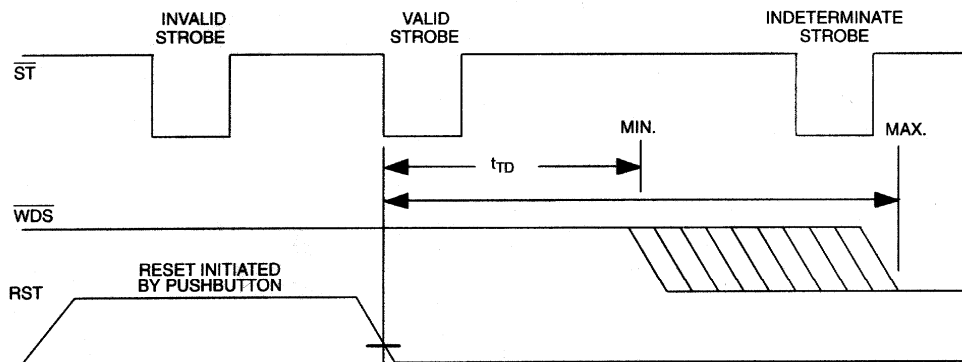 INVALID
STROBE
VALID
STROBE
INDETERMINATE
STROBE
ST
MIN.
MAX.
tTD
WDS
RESET INITIATED
BY PUSHBUTTON
RST